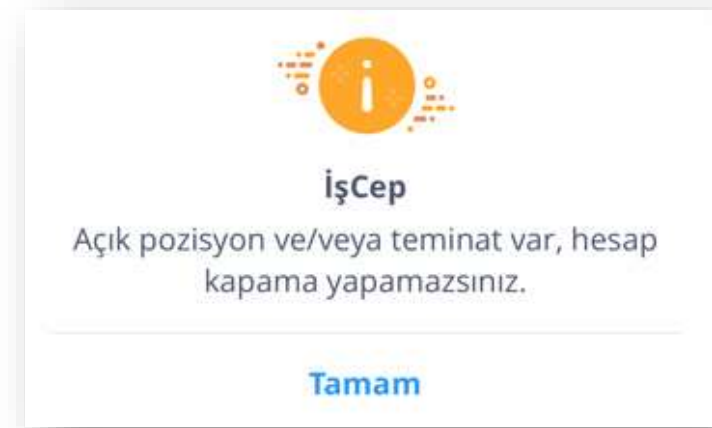 İşCep
Açık pozisyon ve/veya teminat var, hesap
kapama yapamazsınız.
Tamam